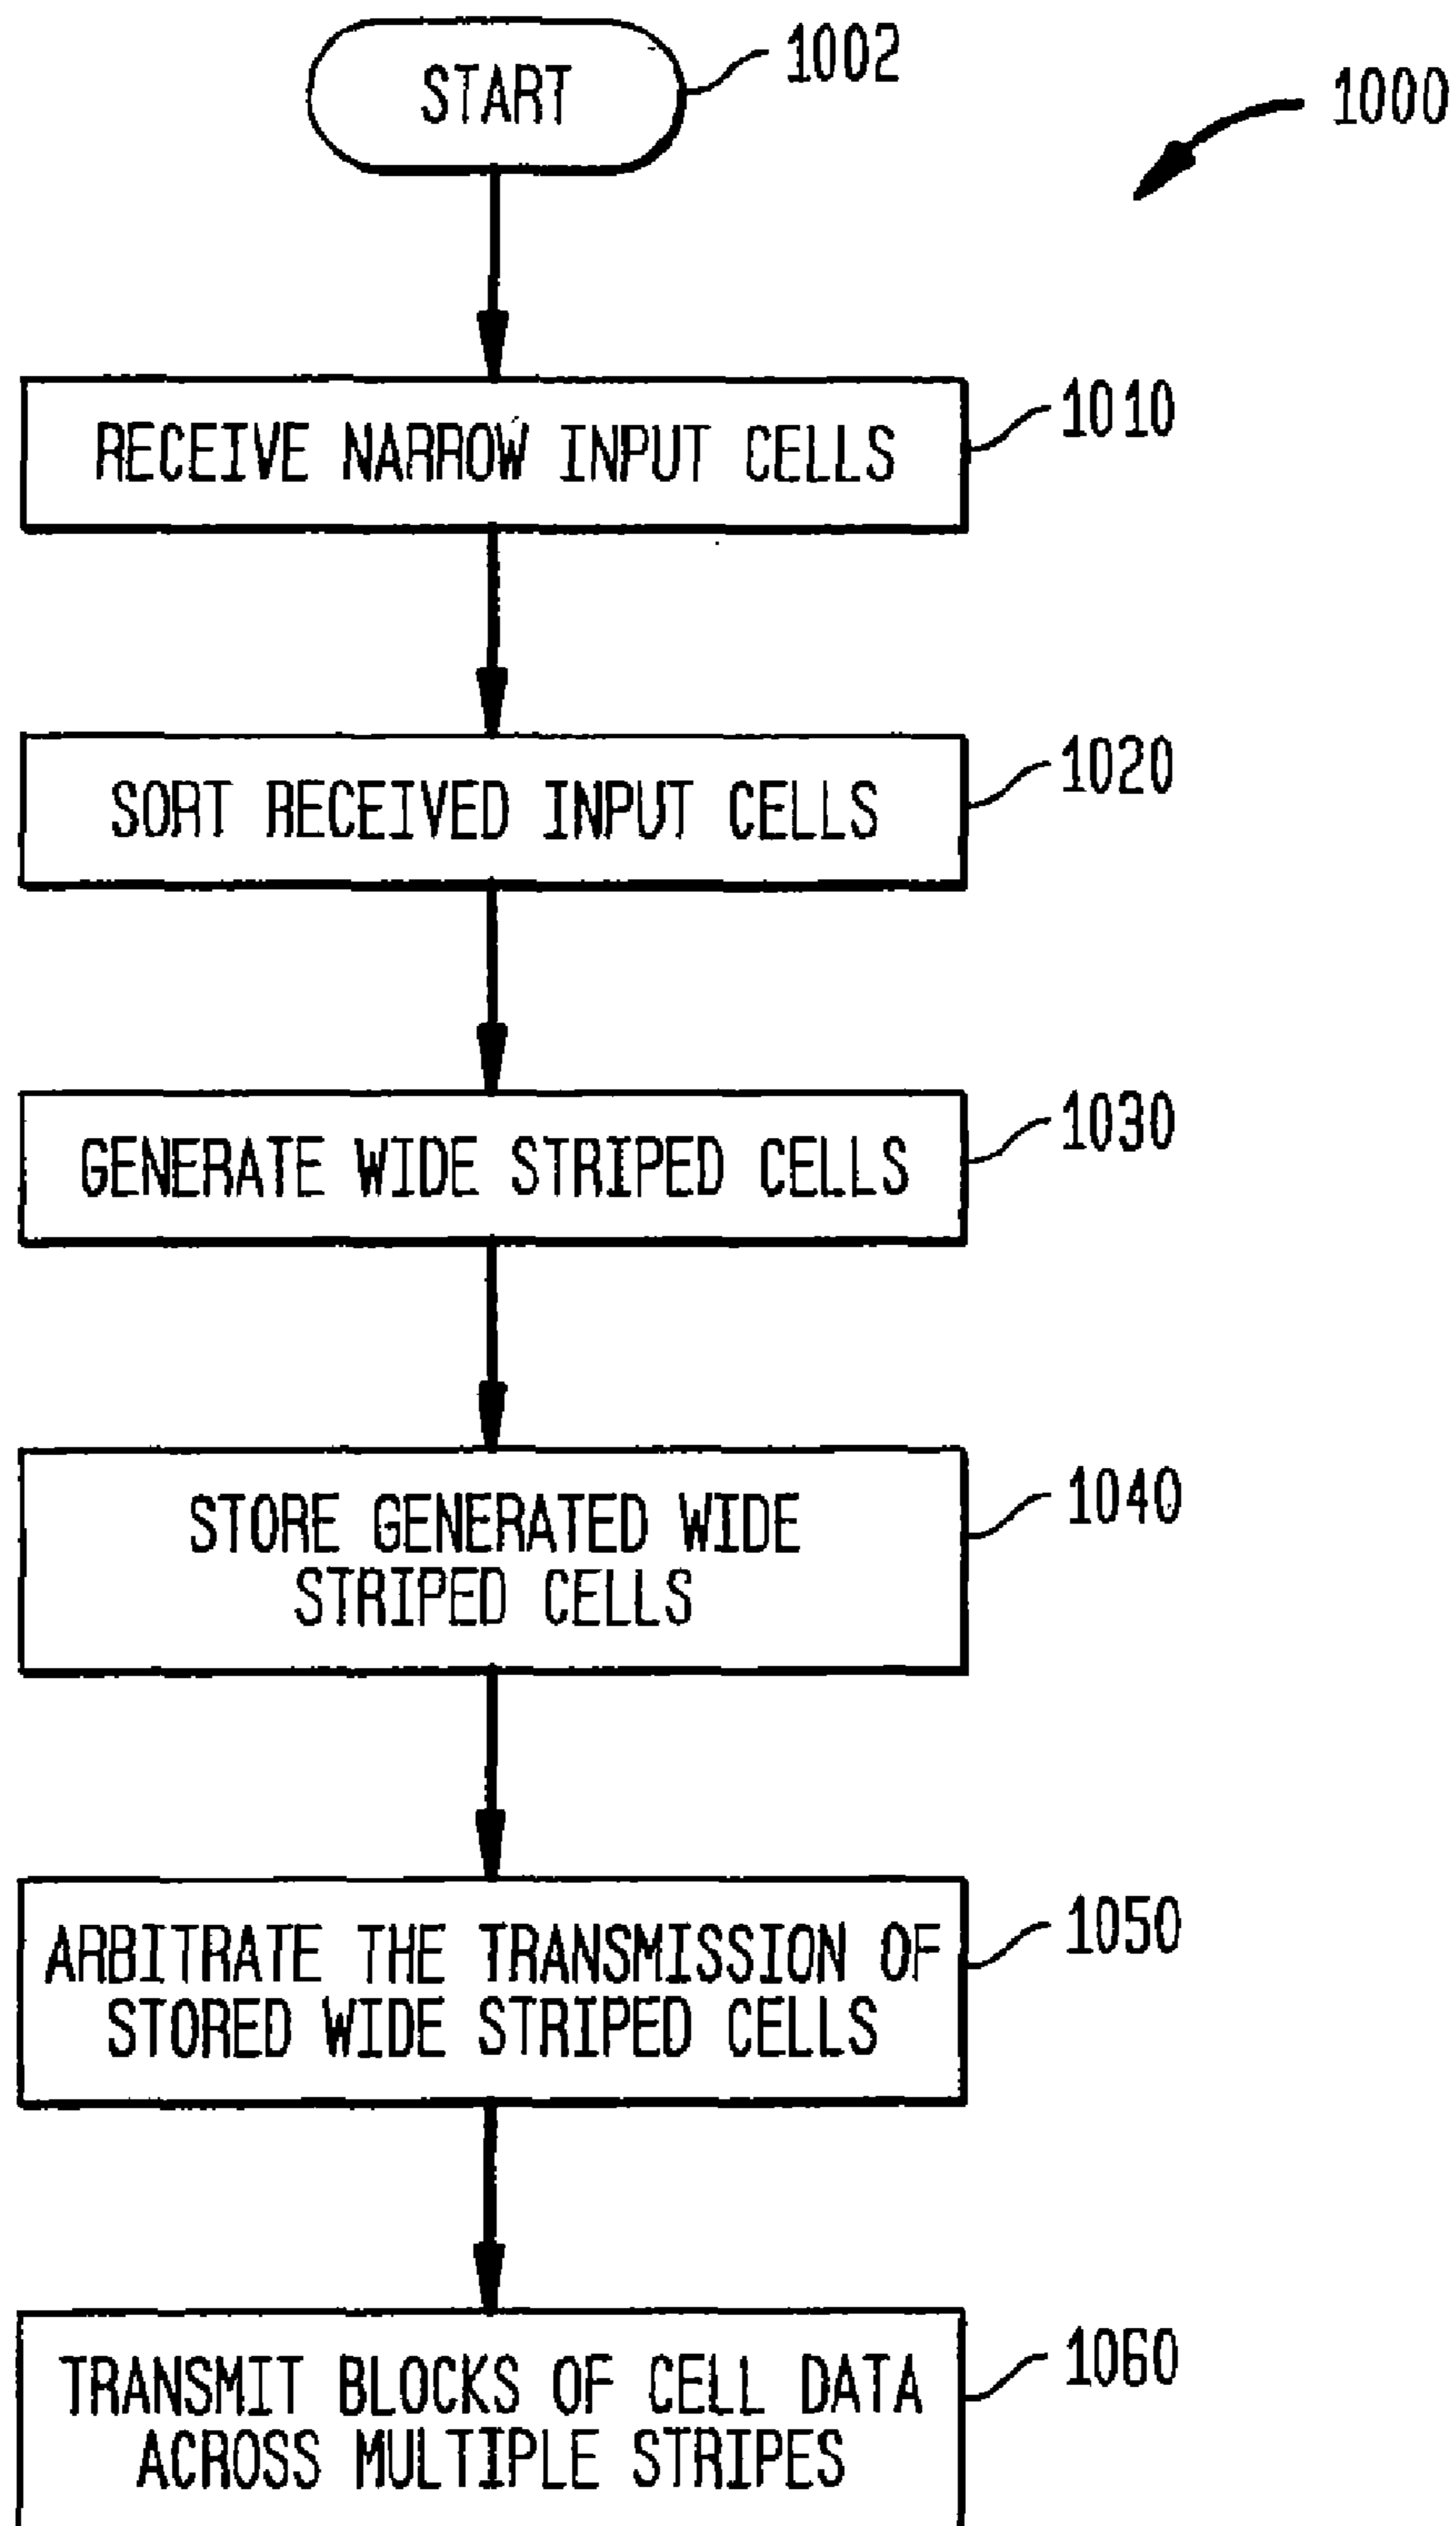 START
1002
1000
RECEIVE NARROW INPUT CELLS
1010
SORT RECEIVED INPUT CELLS
1020
GENERATE WIDE STRIPED CELLS
1030
STORE GENERATED WIDE
STRIPED CELLS
1040
ARBITRATE THE TRANSMISSION OF
STORED WIDE STRIPED CELLS
1050
TRANSMIT BLOCKS OF CELL DATA
ACROSS MULTIPLE STRIPES
1060